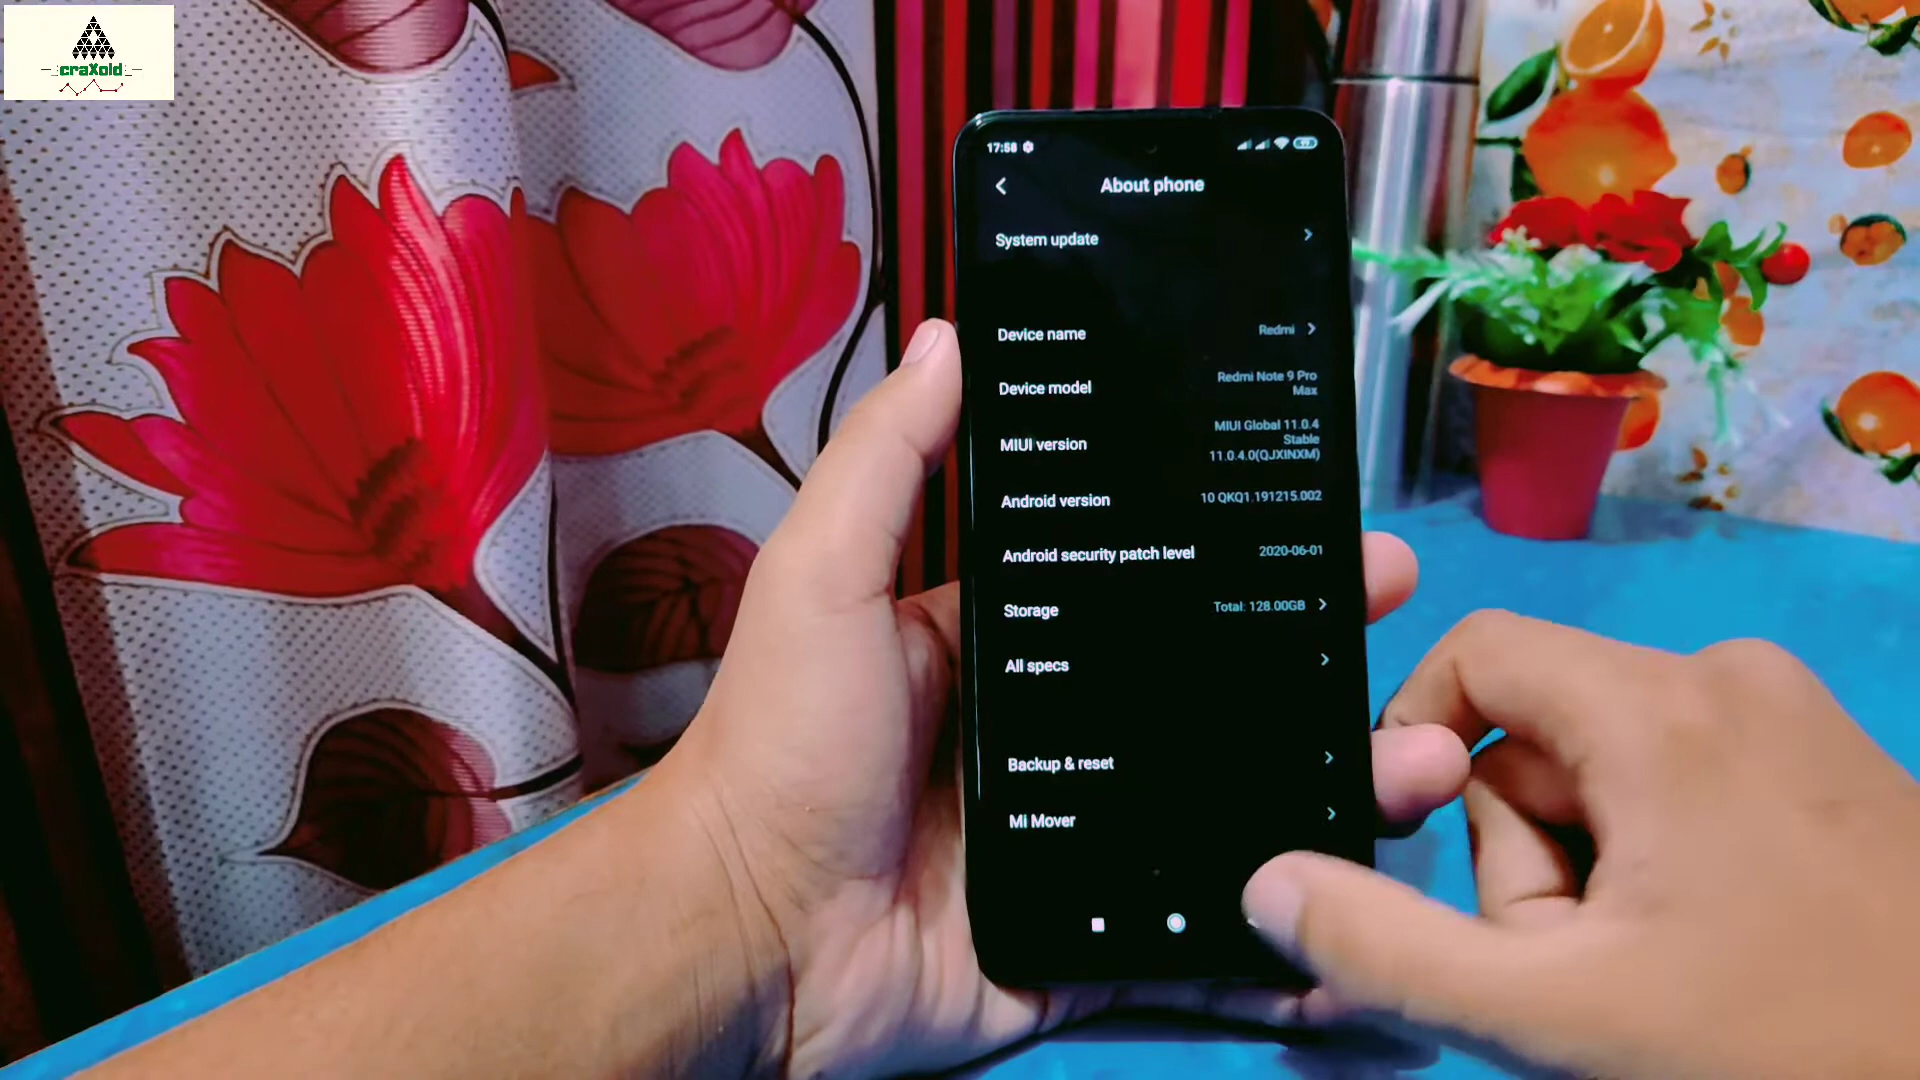 craXoid
17:58
About phone
System update
Device name Redmi
Device model Redmi Note 9 Pro
Max
MIUI version MIUI Global 11.0.4
Stable
11.0.4.0(QJXINXM)
Android version 10 QKQ1.191215.002
Android security patch level 2020-06-01
Storage Total: 128.00GB
All specs
Backup & reset
Mi Mover